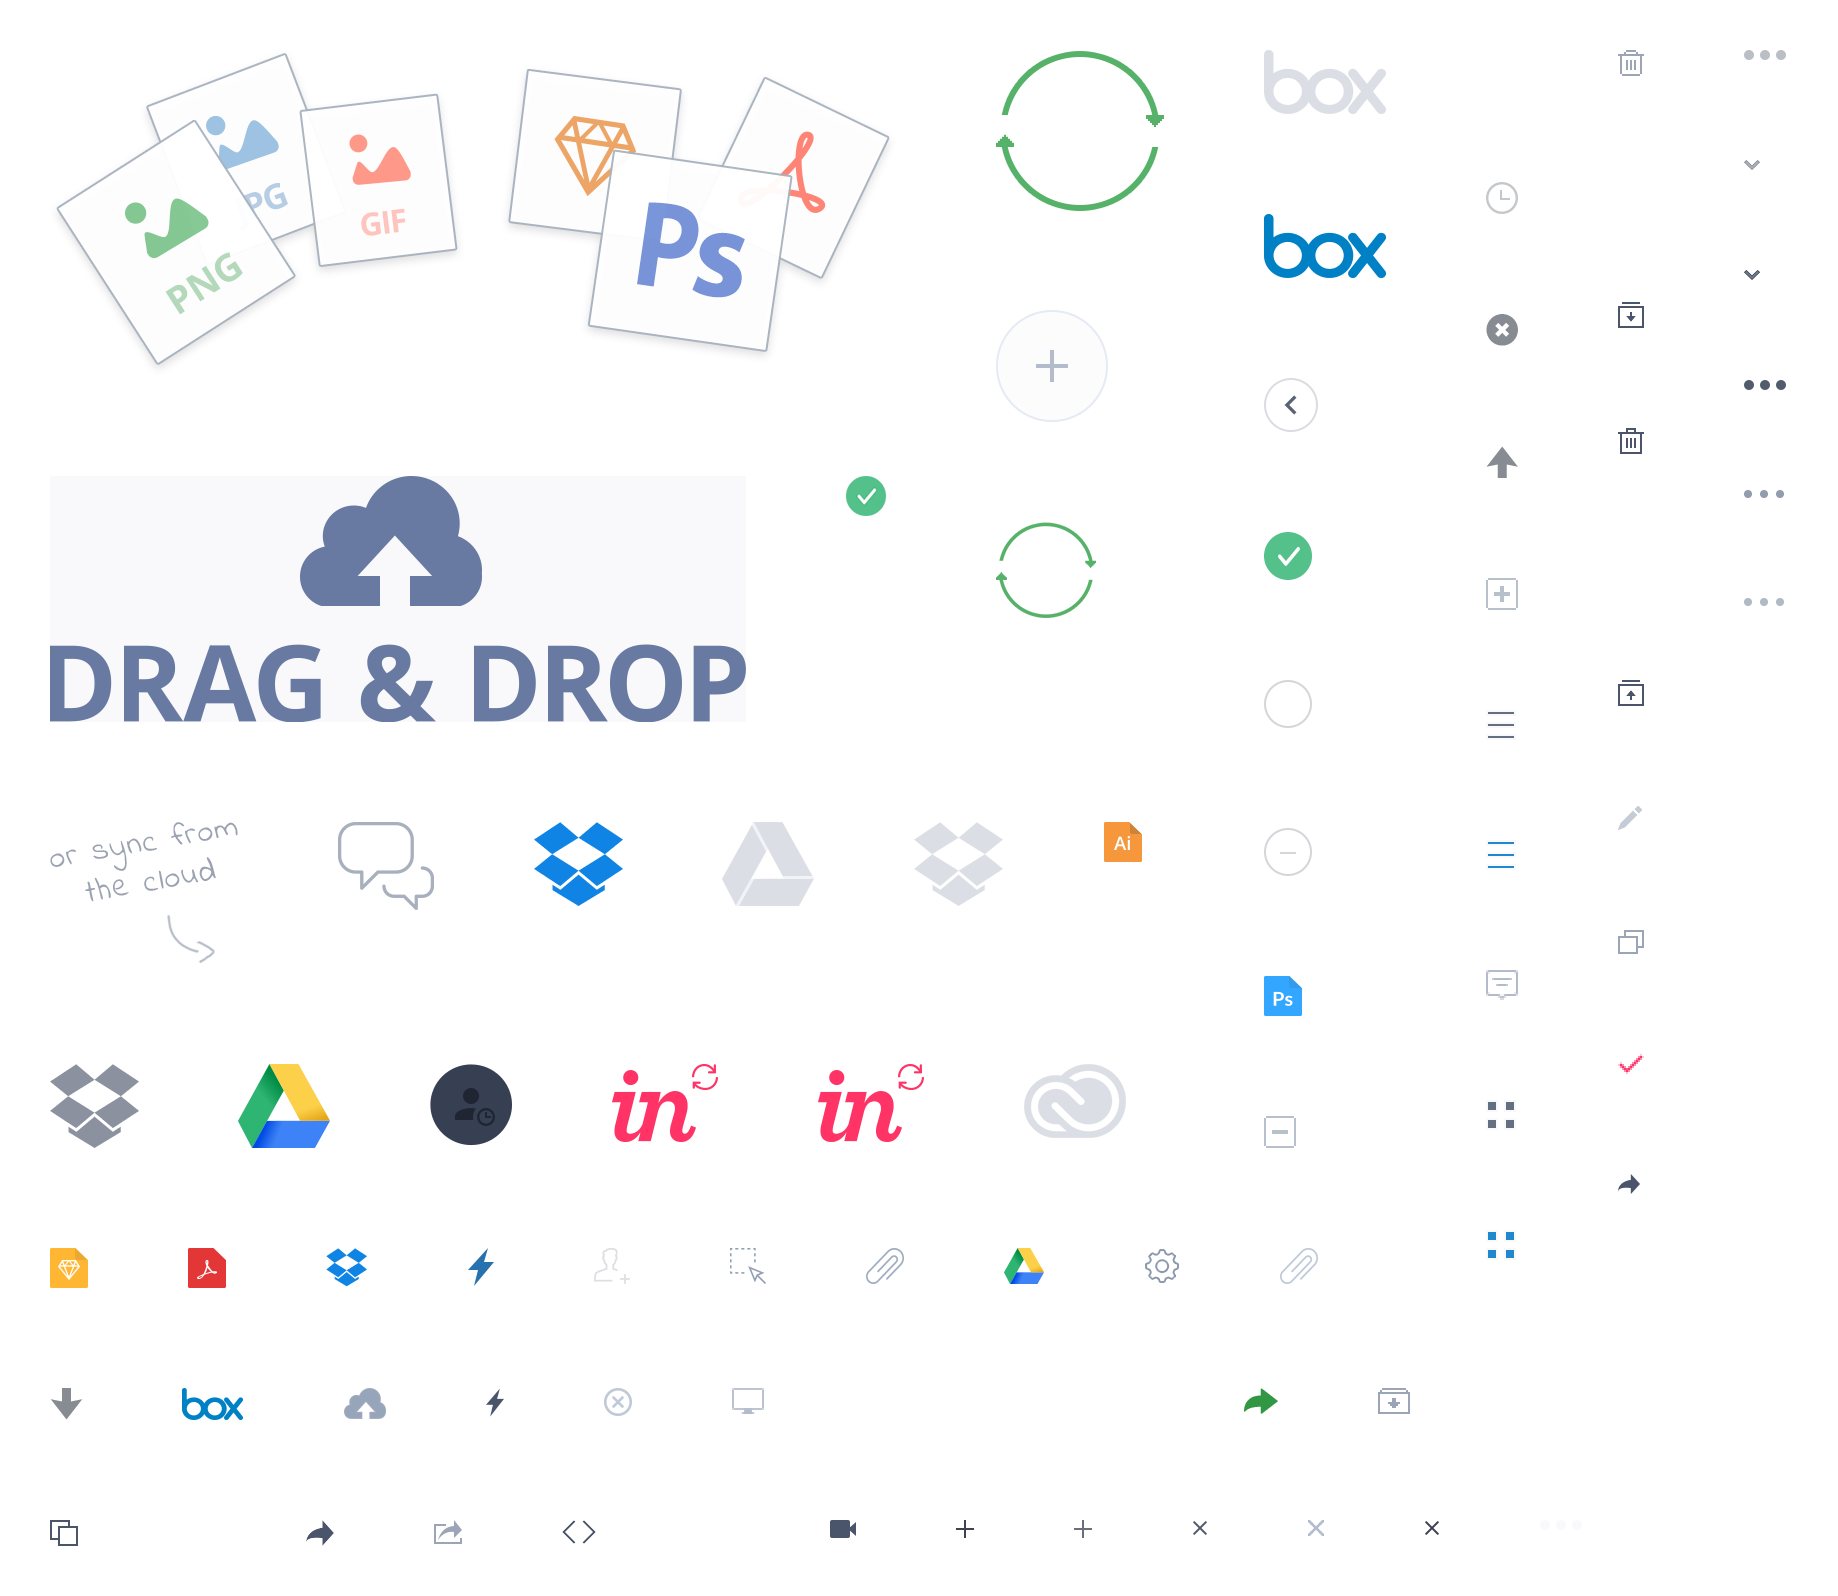 PG
GIF
PNG
Ps
box
box
DRAG & DROP
or sync from
the cloud
Ai
Ps
in
in
box